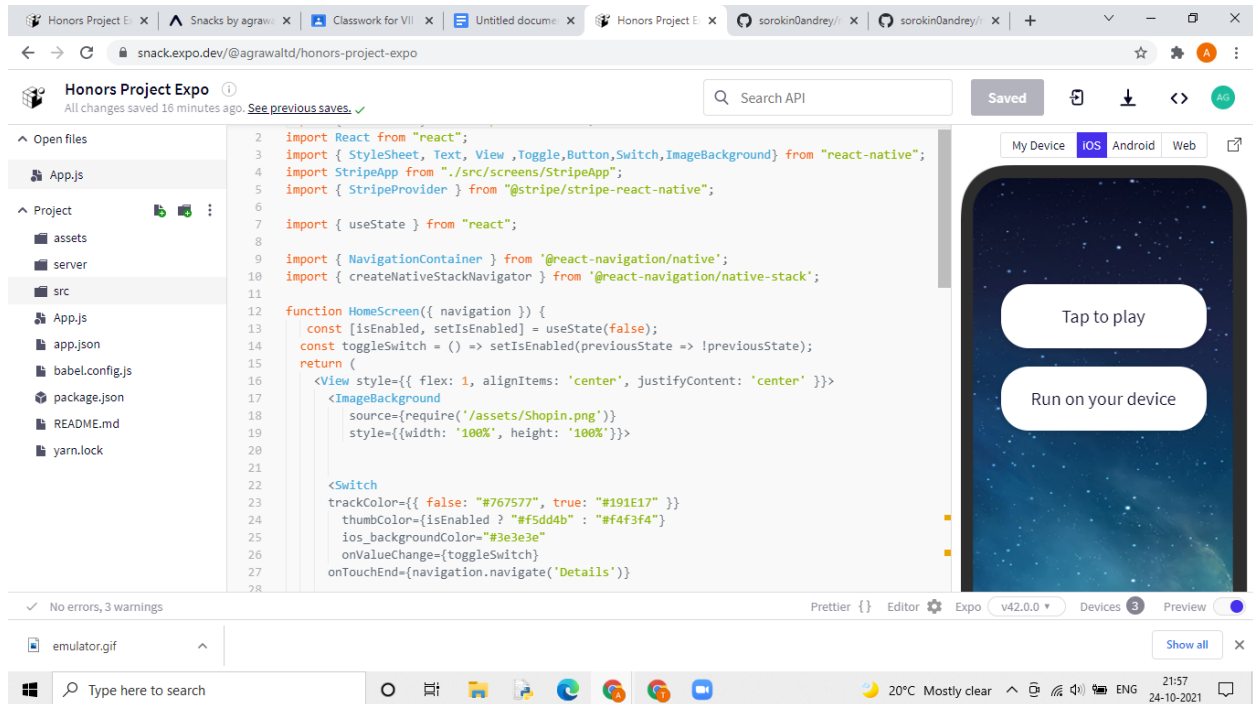 Honors Project E
Snacks by agrawa
Classwork for VII
Untitled documen
Honors Project E
sorokin0andrey/
sorokin0andrey/
snack.expo.dev/@agrawaltd/honors-project-expo
A
Honors Project Expo
All changes saved 16 minutes ago. See previous saves.
Search API
Saved
AG
Open files
App.js
Project
assets
server
src
App.js
app.json
babel.config.js
package.json
README.md
yarn.lock
2 import React from "react";
3 import { StyleSheet, Text, View ,Toggle,Button,Switch,ImageBackground} from "react-native";
4 import StripeApp from "./src/screens/StripeApp";
5 import { StripeProvider } from "@stripe/stripe-react-native";
6
7 import { useState } from "react";
8
9 import { NavigationContainer } from '@react-navigation/native';
10 import { createNativeStackNavigator } from '@react-navigation/native-stack';
11
12 function HomeScreen({ navigation }) {
13 const [isEnabled, setIsEnabled] = useState(false);
14 const toggleSwitch = () => setIsEnabled(previousState => !previousState);
15 return (
16 <View style={{ flex: 1, alignItems: 'center', justifyContent: 'center' }}>
17 <ImageBackground
18 source={require('/assets/Shopin.png')}
19 style={{width: '100%', height: '100%'}}>
20
21
22 <Switch
23 trackColor={{ false: "#767577", true: "#191E17" }}
24 thumbColor={isEnabled ? "#f5dd4b" : "#f4f3f4"}
25 ios_backgroundColor="#3e3e3e"
26 onValueChange={toggleSwitch}
27 onTouchEnd={navigation.navigate('Details')}
28
My Device iOS Android Web
Tap to play
Run on your device
No errors, 3 warnings
Prettier {} Editor Expo v42.0.0 Devices 3 Preview
emulator.gif
Show all
Type here to search
A
T
20°C Mostly clear
ENG
21:57
24-10-2021